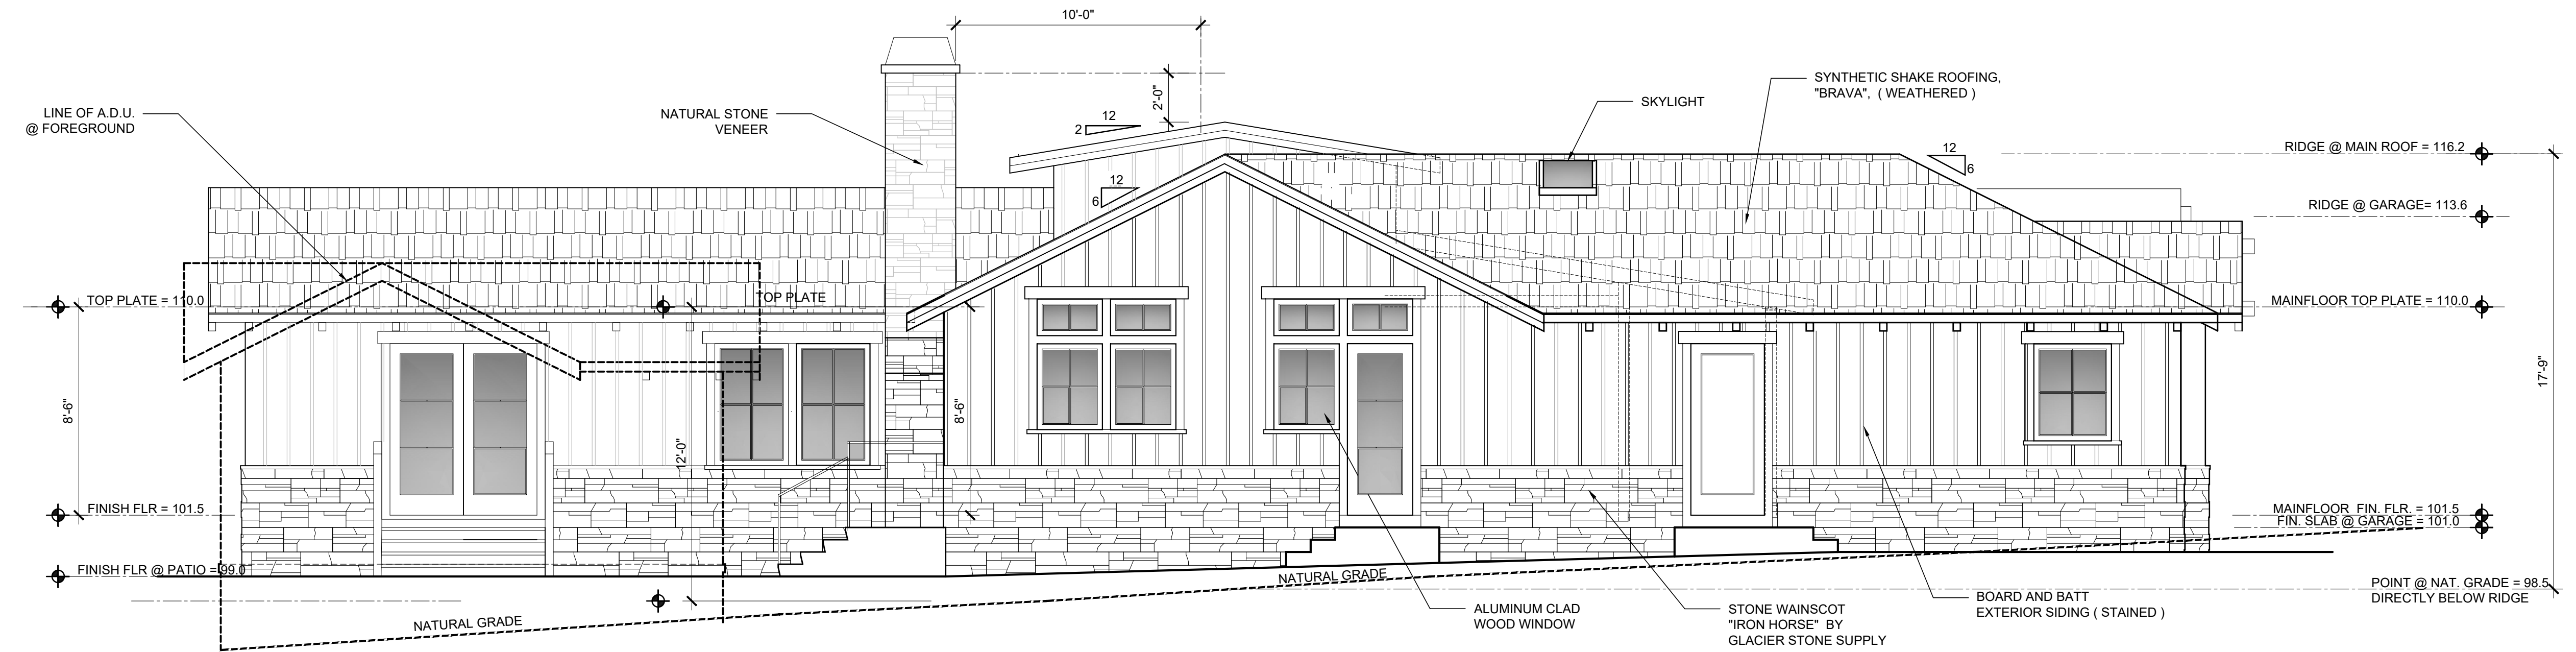 10'-0"
2'-0"
LINE OF A.D.U.
@ FOREGROUND
NATURAL STONE
VENEER
12
2
SKYLIGHT
SYNTHETIC SHAKE ROOFING,
"BRAVA", ( WEATHERED )
12
6
12
6
RIDGE @ MAIN ROOF = 116.2
RIDGE @ GARAGE= 113.6
TOP PLATE = 110.0
TOP PLATE
MAINFLOOR TOP PLATE = 110.0
8'-6"
12'-0"
8'-6"
17'-9"
FINISH FLR = 101.5
MAINFLOOR FIN. FLR. = 101.5
FIN. SLAB @ GARAGE = 101.0
FINISH FLR @ PATIO = 99.0
NATURAL GRADE
NATURAL GRADE
POINT @ NAT. GRADE = 98.5
DIRECTLY BELOW RIDGE
ALUMINUM CLAD
WOOD WINDOW
STONE WAINSCOT
"IRON HORSE" BY
GLACIER STONE SUPPLY
BOARD AND BATT
EXTERIOR SIDING ( STAINED )